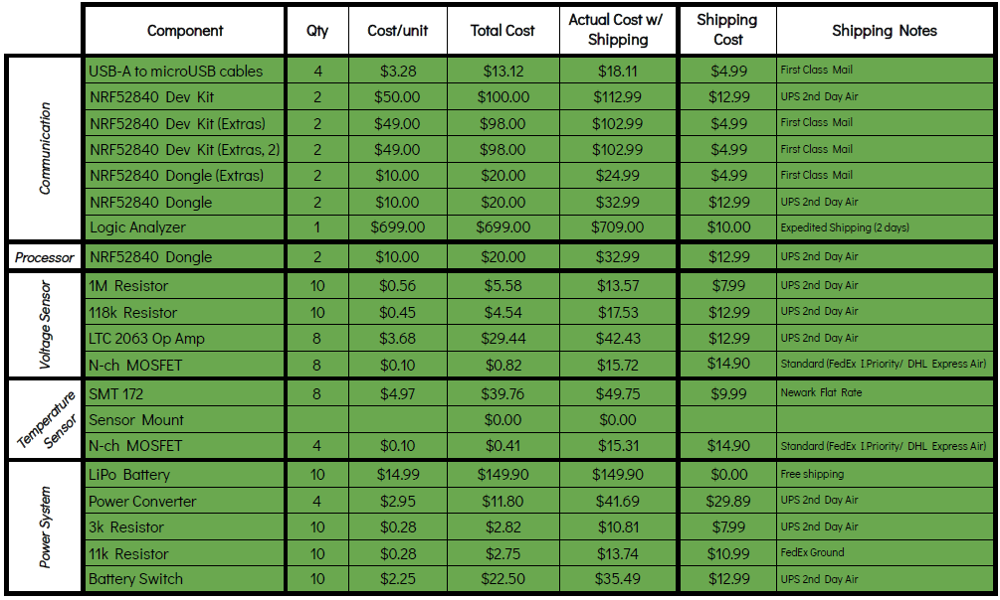 Component Qty Cost/unit Total Cost Actual Cost w/ Shipping Shipping Cost Shipping Notes
Communication
USB-A to microUSB cables 4 $3.28 $13.12 $18.11 $4.99 First Class Mail
NRF52840 Dev Kit 2 $50.00 $100.00 $112.99 $12.99 UPS 2nd Day Air
NRF52840 Dev Kit (Extras) 2 $49.00 $98.00 $102.99 $4.99 First Class Mail
NRF52840 Dev Kit (Extras, 2) 2 $49.00 $98.00 $102.99 $4.99 First Class Mail
NRF52840 Dongle (Extras) 2 $10.00 $20.00 $24.99 $4.99 First Class Mail
NRF52840 Dongle 2 $10.00 $20.00 $32.99 $12.99 UPS 2nd Day Air
Logic Analyzer 1 $699.00 $699.00 $709.00 $10.00 Expedited Shipping (2 days)
Processor NRF52840 Dongle 2 $10.00 $20.00 $32.99 $12.99 UPS 2nd Day Air
Voltage Sensor
1M Resistor 10 $0.56 $5.58 $13.57 $7.99 UPS 2nd Day Air
118k Resistor 10 $0.45 $4.54 $17.53 $12.99 UPS 2nd Day Air
LTC 2063 Op Amp 8 $3.68 $29.44 $42.43 $12.99 UPS 2nd Day Air
N-ch MOSFET 8 $0.10 $0.82 $15.72 $14.90 Standard (FedEx I.Priority/ DHL Express Air)
Temperature Sensor
SMT 172 8 $4.97 $39.76 $49.75 $9.99 Newark Flat Rate
Sensor Mount $0.00 $0.00
N-ch MOSFET 4 $0.10 $0.41 $15.31 $14.90 Standard (FedEx I.Priority/ DHL Express Air)
Power System
LiPo Battery 10 $14.99 $149.90 $149.90 $0.00 Free shipping
Power Converter 4 $2.95 $11.80 $41.69 $29.89 UPS 2nd Day Air
3k Resistor 10 $0.28 $2.82 $10.81 $7.99 UPS 2nd Day Air
11k Resistor 10 $0.28 $2.75 $13.74 $10.99 FedEx Ground
Battery Switch 10 $2.25 $22.50 $35.49 $12.99 UPS 2nd Day Air